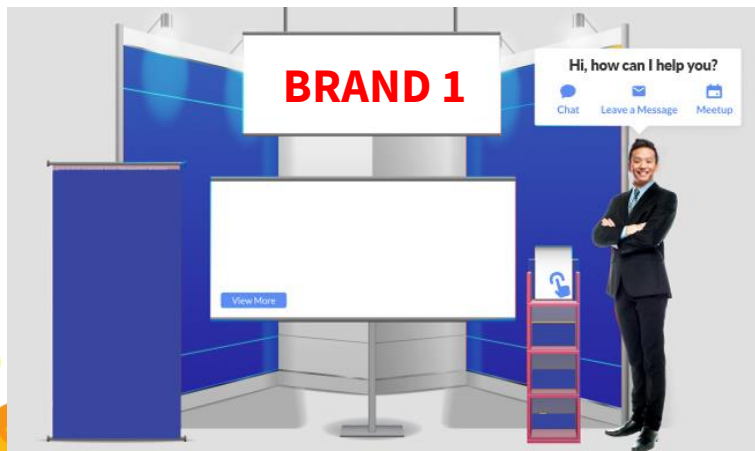 BRAND 1
Hi, how can I help you?
Chat Leave a Message Meetup
View More